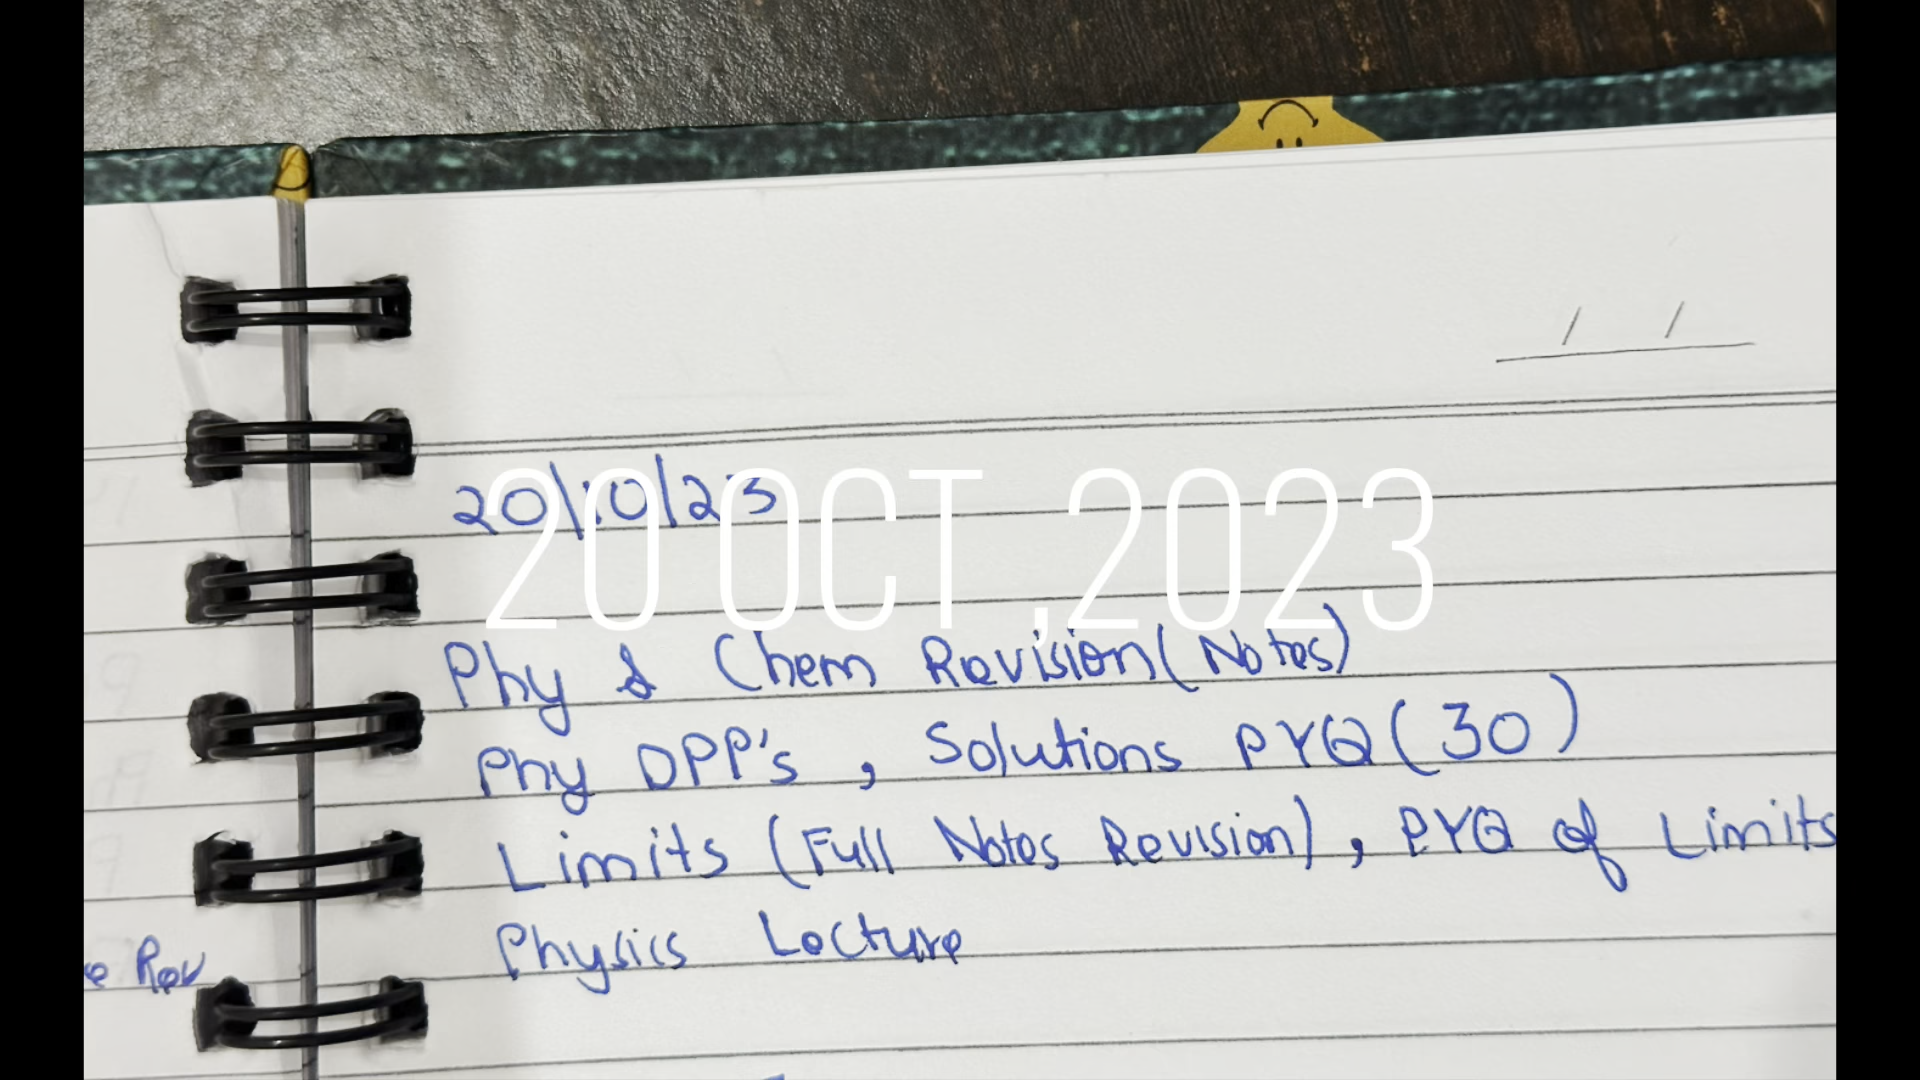 20\10/23
20 OCT ,2023
Phy & Chem Revision (Notes)
Phy DPP's , Solutions PYQ (30)
Limits (Full Notes Revision) , PYQ of Limits
Physics Lecture
Rev